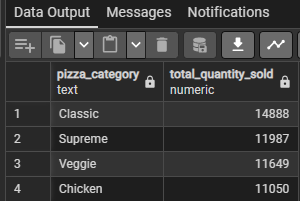 Data Output Messages Notifications
pizza_category total_quantity_sold
text numeric
1 Classic 14888
2 Supreme 11987
3 Veggie 11649
4 Chicken 11050